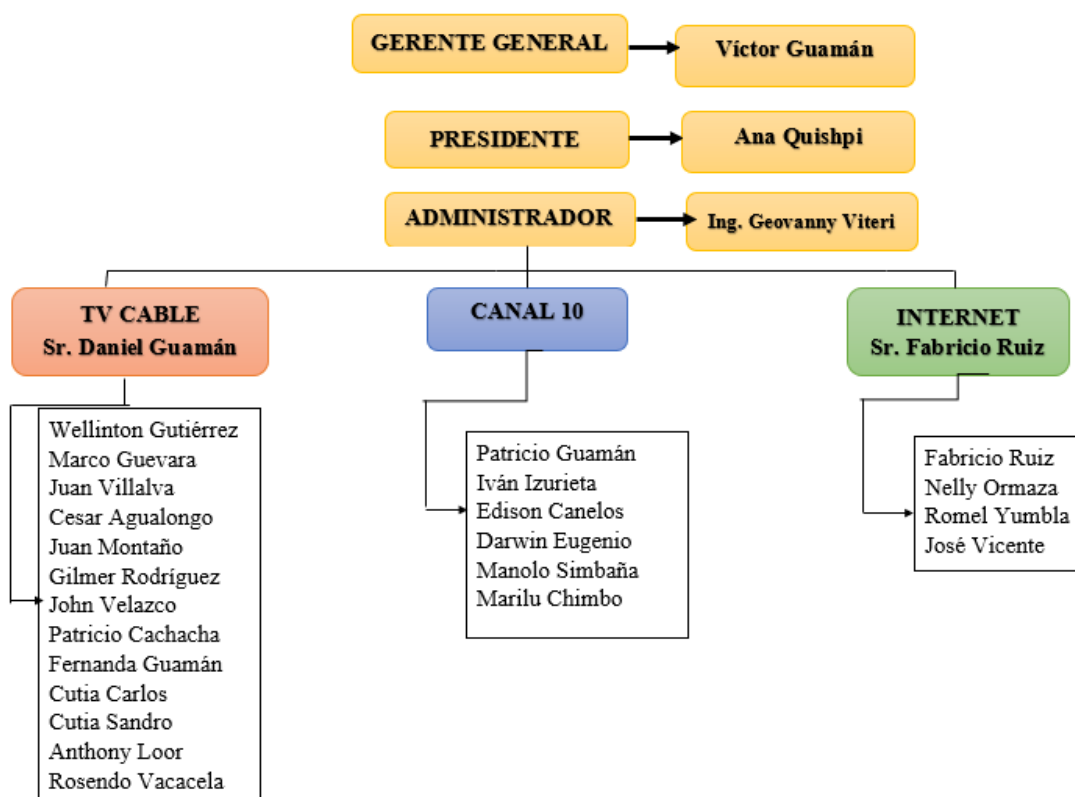 GERENTE GENERAL
Víctor Guamán
PRESIDENTE
Ana Quishpi
ADMINISTRADOR
Ing. Geovanny Viteri
TV CABLE
Sr. Daniel Guamán
CANAL 10
INTERNET
Sr. Fabricio Ruiz
Wellinton Gutiérrez
Marco Guevara
Juan Villalva
Cesar Agualongo
Juan Montaño
Gilmer Rodríguez
John Velazco
Patricio Cachacha
Fernanda Guamán
Cutia Carlos
Cutia Sandro
Anthony Loor
Rosendo Vacacela
Patricio Guamán
Iván Izurieta
Edison Canelos
Darwin Eugenio
Manolo Simbaña
Marilu Chimbo
Fabricio Ruiz
Nelly Ormaza
Romel Yumbla
José Vicente